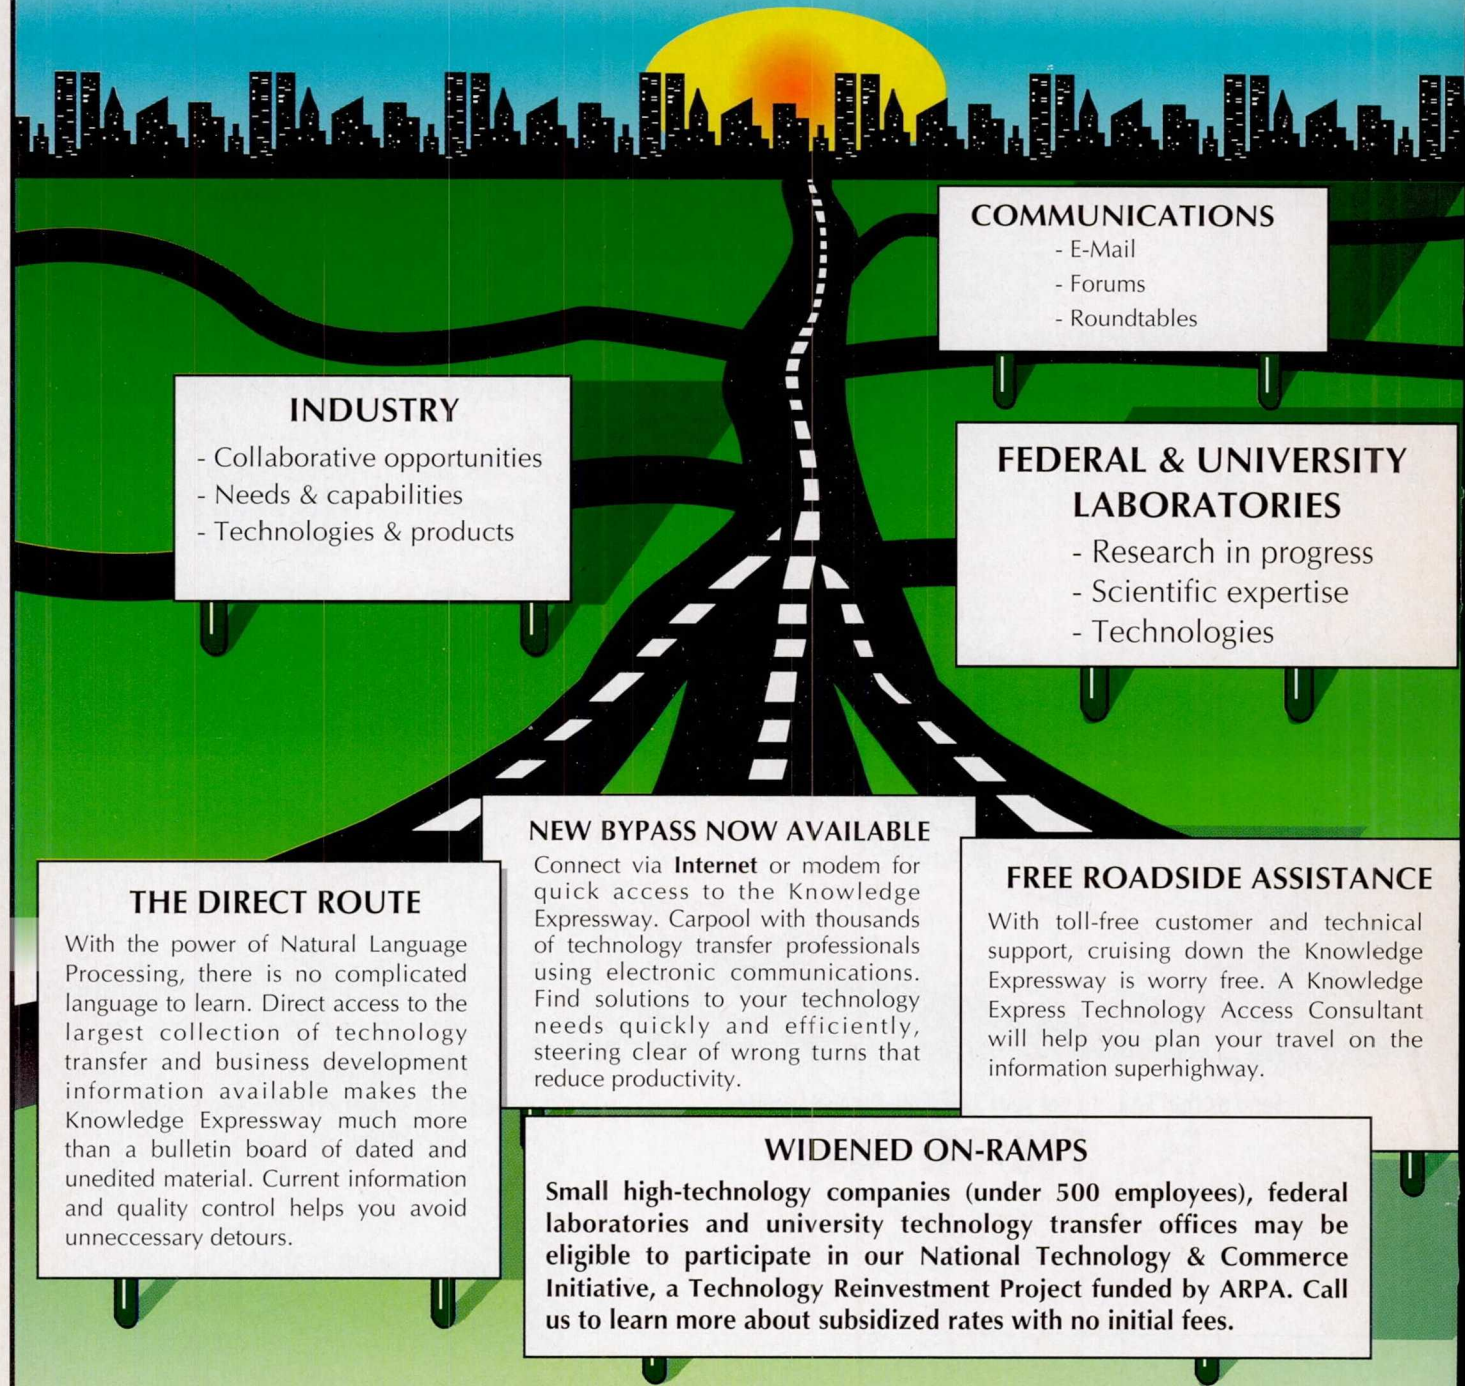 COMMUNICATIONS
- E-Mail
- Forums
- Roundtables
INDUSTRY
- Collaborative opportunities
- Needs & capabilities
- Technologies & products
FEDERAL & UNIVERSITY
LABORATORIES
- Research in progress
- Scientific expertise
- Technologies
NEW BYPASS NOW AVAILABLE
Connect via Internet or modem for
quick access to the Knowledge
Expressway. Carpool with thousands
of technology transfer professionals
using electronic communications.
Find solutions to your technology
needs quickly and efficiently,
steering clear of wrong turns that
reduce productivity.
THE DIRECT ROUTE
With the power of Natural Language
Processing, there is no complicated
language to learn. Direct access to the
largest collection of technology
transfer and business development
information available makes the
Knowledge Expressway much more
than a bulletin board of dated and
unedited material. Current information
and quality control helps you avoid
unneccessary detours.
FREE ROADSIDE ASSISTANCE
With toll-free customer and technical
support, cruising down the Knowledge
Expressway is worry free. A Knowledge
Express Technology Access Consultant
will help you plan your travel on the
information superhighway.
WIDENED ON-RAMPS
Small high-technology companies (under 500 employees), federal
laboratories and university technology transfer offices may be
eligible to participate in our National Technology & Commerce
Initiative, a Technology Reinvestment Project funded by ARPA. Call
us to learn more about subsidized rates with no initial fees.